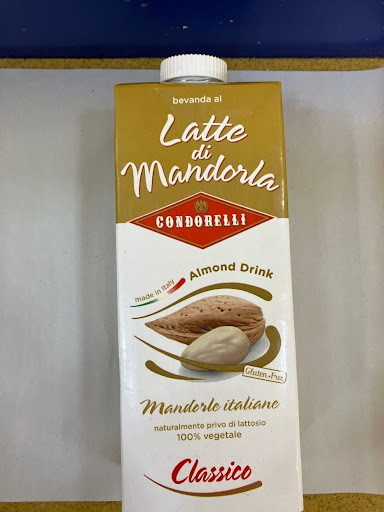 bevanda al
Latte
di
Mandorla
CONDORELLI
made in Italy
Almond Drink
Gluten-Free
Mandorle italiane
naturalmente privo di lattosio
100% vegetale
Classico